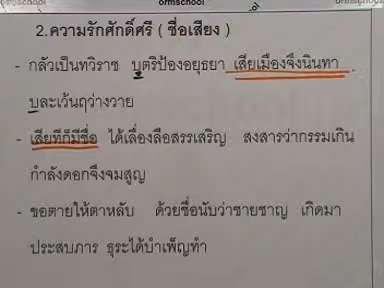 ormschool
ormschool
ormschool
2.ความรักศักดิ์ศรี ( ชื่อเสียง )
- กลัวเป็นทวิราช บุตริป้องอยุธยา เสียเมืองจึงนินทา
บละเว้นฤว่างวาย
- เสียทีก็มีชื่อ ได้เลื่องลือสรรเสริญ สงสารว่ากรรมเกิน
กำลังดอกจึงจมสูญ
- ขอตายให้ตาหลับ ด้วยชื่อนับว่าชายชาญ เกิดมา
ประสบภาร ธุระได้บำเพ็ญทำ